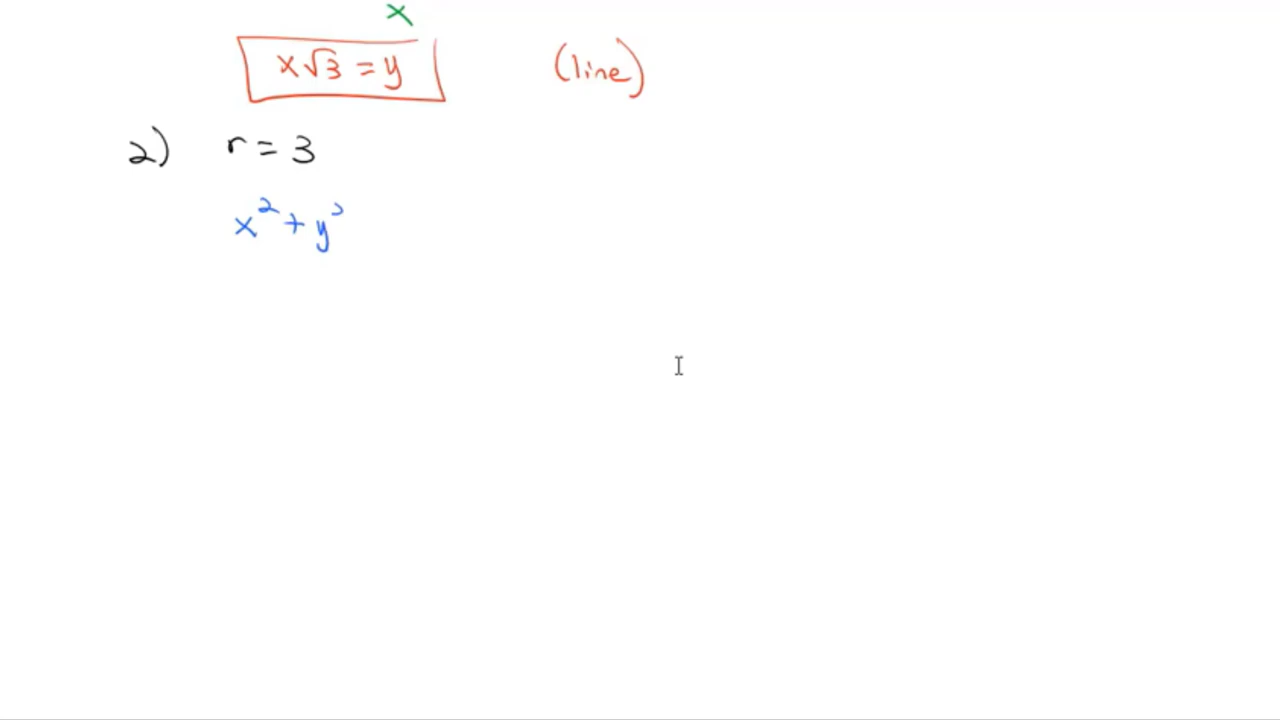 x
x√3 = y (line)
2) r = 3
x² + y²